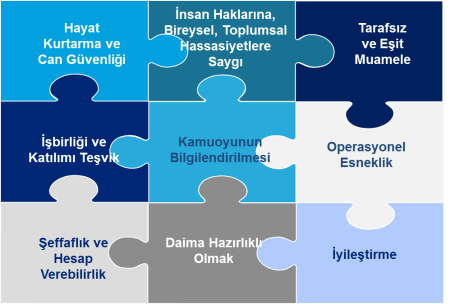 Hayat
Kurtarma ve
Can Güvenliği
İnsan Haklarına,
Bireysel, Toplumsal
Hassasiyetlere
Saygı
Tarafsız
ve Eşit
Muamele
İşbirliği ve
Katılımı Teşvik
Kamuoyunun
Bilgilendirilmesi
Operasyonel
Esneklik
Şeffaflık ve
Hesap
Verebilirlik
Daima Hazırlıklı
Olmak
İyileştirme